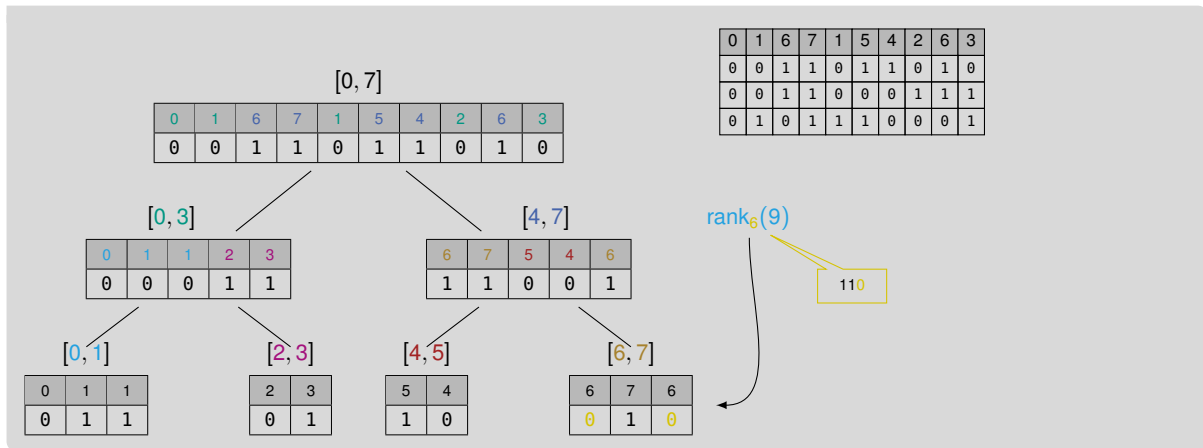 0 1 6 7 1 5 4 2 6 3
0 0 1 1 0 1 1 0 1 0
0 0 1 1 0 0 0 1 1 1
0 1 0 1 1 1 0 0 0 1
[0, 7]
0 1 6 7 1 5 4 2 6 3
0 0 1 1 0 1 1 0 1 0
[0, 3]
0 1 1 2 3
0 0 0 1 1
[4, 7]
6 7 5 4 6
1 1 0 0 1
rank6(9)
110
[0, 1]
0 1 1
0 1 1
[2, 3]
2 3
0 1
[4, 5]
5 4
1 0
[6, 7]
6 7 6
0 1 0